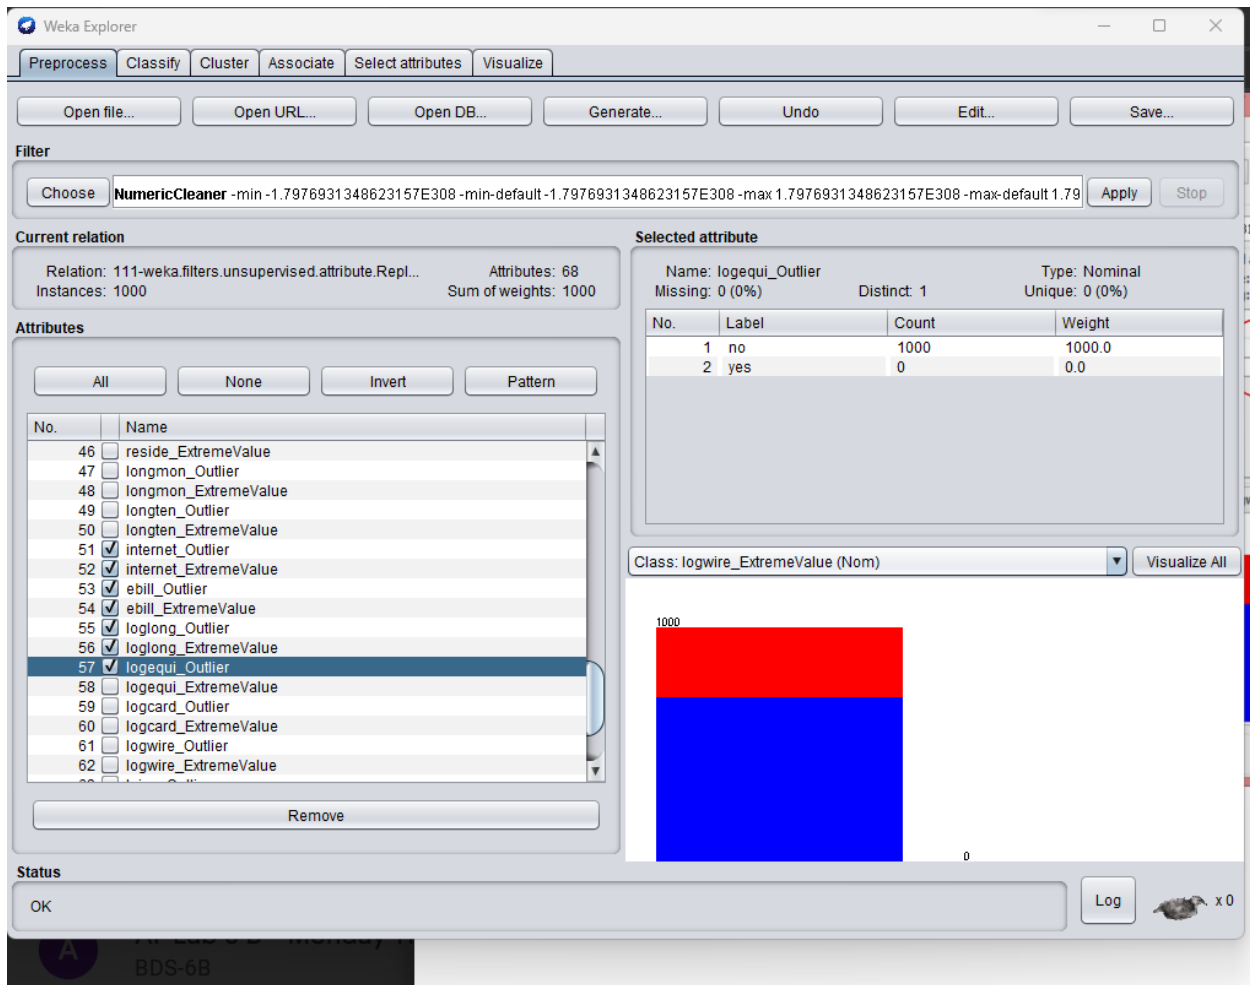 Weka Explorer
Preprocess Classify Cluster Associate Select attributes Visualize
Open file... Open URL... Open DB... Generate... Undo Edit... Save...
Filter
Choose NumericCleaner -min -1.7976931348623157E308 -min-default -1.7976931348623157E308 -max 1.7976931348623157E308 -max-default 1.79 Apply Stop
Current relation
Relation: 111-weka.filters.unsupervised.attribute.Repl... Attributes: 68
Instances: 1000 Sum of weights: 1000
Attributes
All None Invert Pattern
No. Name
46 reside_ExtremeValue
47 longmon_Outlier
48 longmon_ExtremeValue
49 longten_Outlier
50 longten_ExtremeValue
51 internet_Outlier
52 internet_ExtremeValue
53 ebill_Outlier
54 ebill_ExtremeValue
55 loglong_Outlier
56 loglong_ExtremeValue
57 logequi_Outlier
58 logequi_ExtremeValue
59 logcard_Outlier
60 logcard_ExtremeValue
61 logwire_Outlier
62 logwire_ExtremeValue
Remove
Selected attribute
Name: logequi_Outlier Type: Nominal
Missing: 0 (0%) Distinct: 1 Unique: 0 (0%)
No. Label Count Weight
1 no 1000 1000.0
2 yes 0 0.0
Class: logwire_ExtremeValue (Nom) Visualize All
1000
0
Status
OK
Log x 0
A
BDS-6B